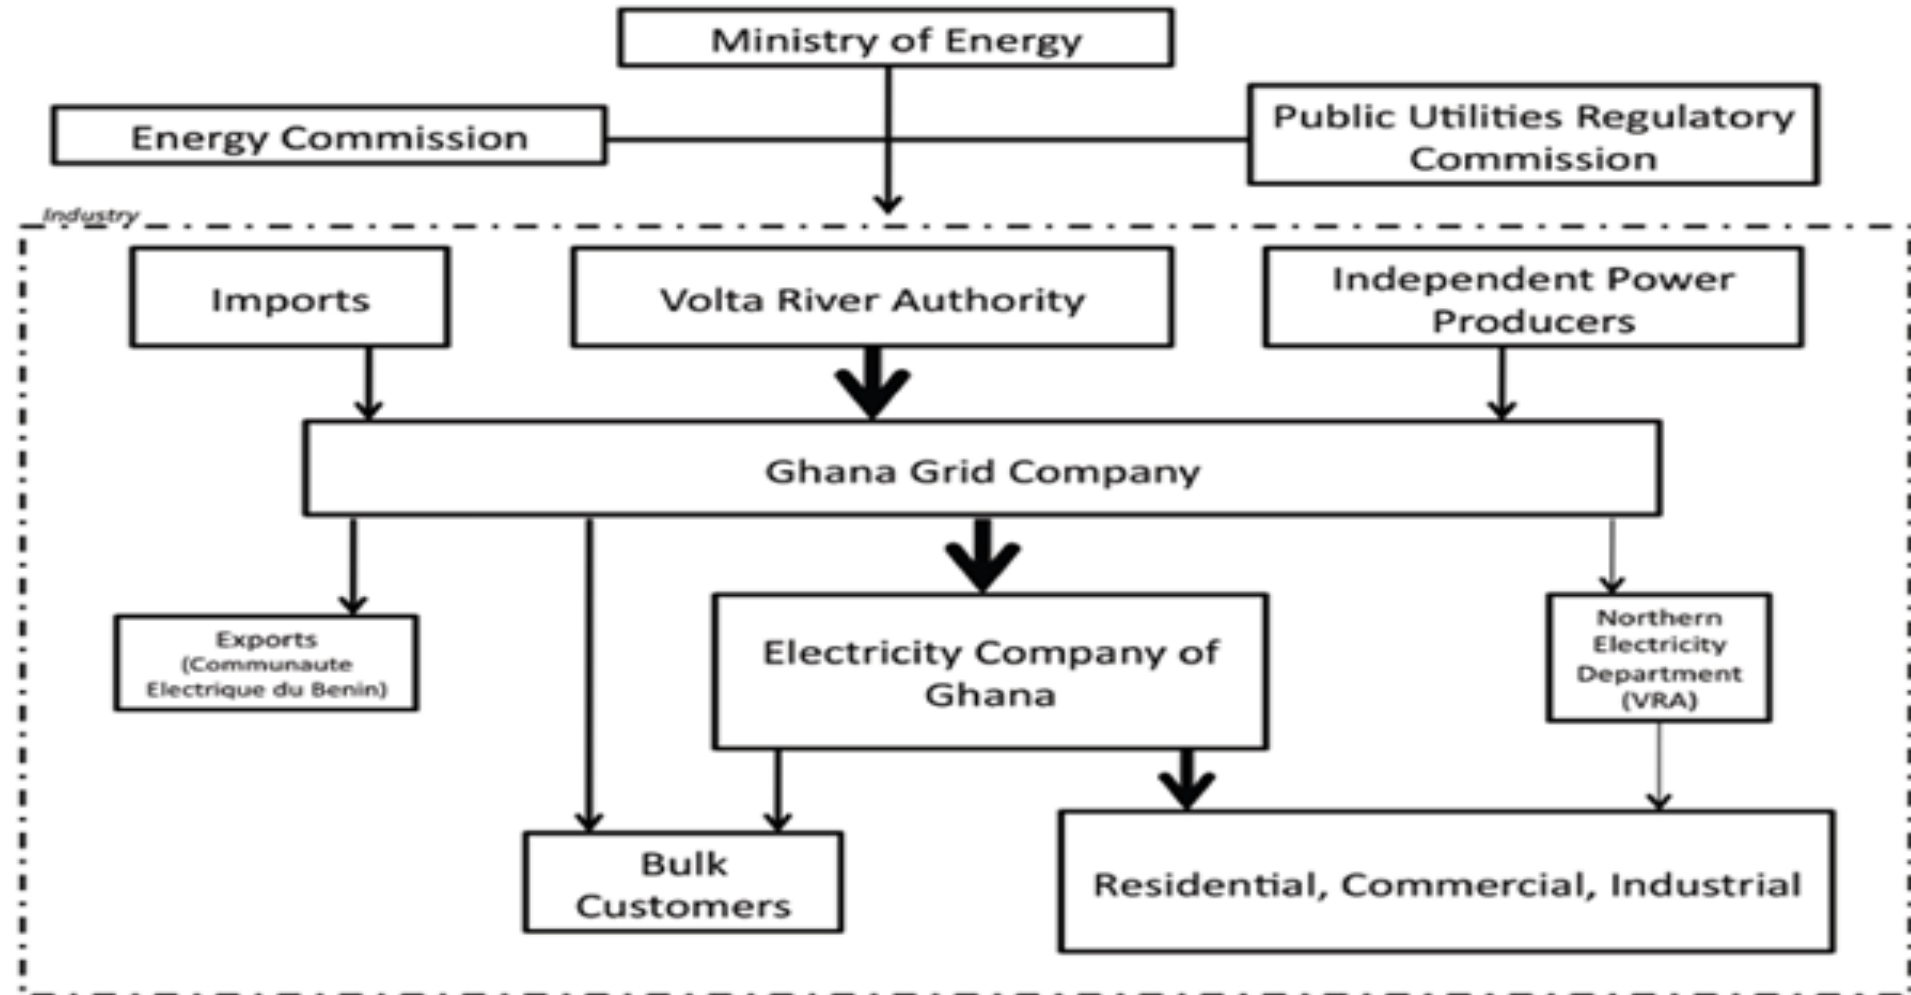 Ministry of Energy
Energy Commission
Public Utilities Regulatory
Commission
Industry
Imports
Volta River Authority
Independent Power
Producers
Ghana Grid Company
Exports
(Communaute
Electrique du Benin)
Electricity Company of
Ghana
Northern
Electricity
Department
(VRA)
Bulk
Customers
Residential, Commercial, Industrial